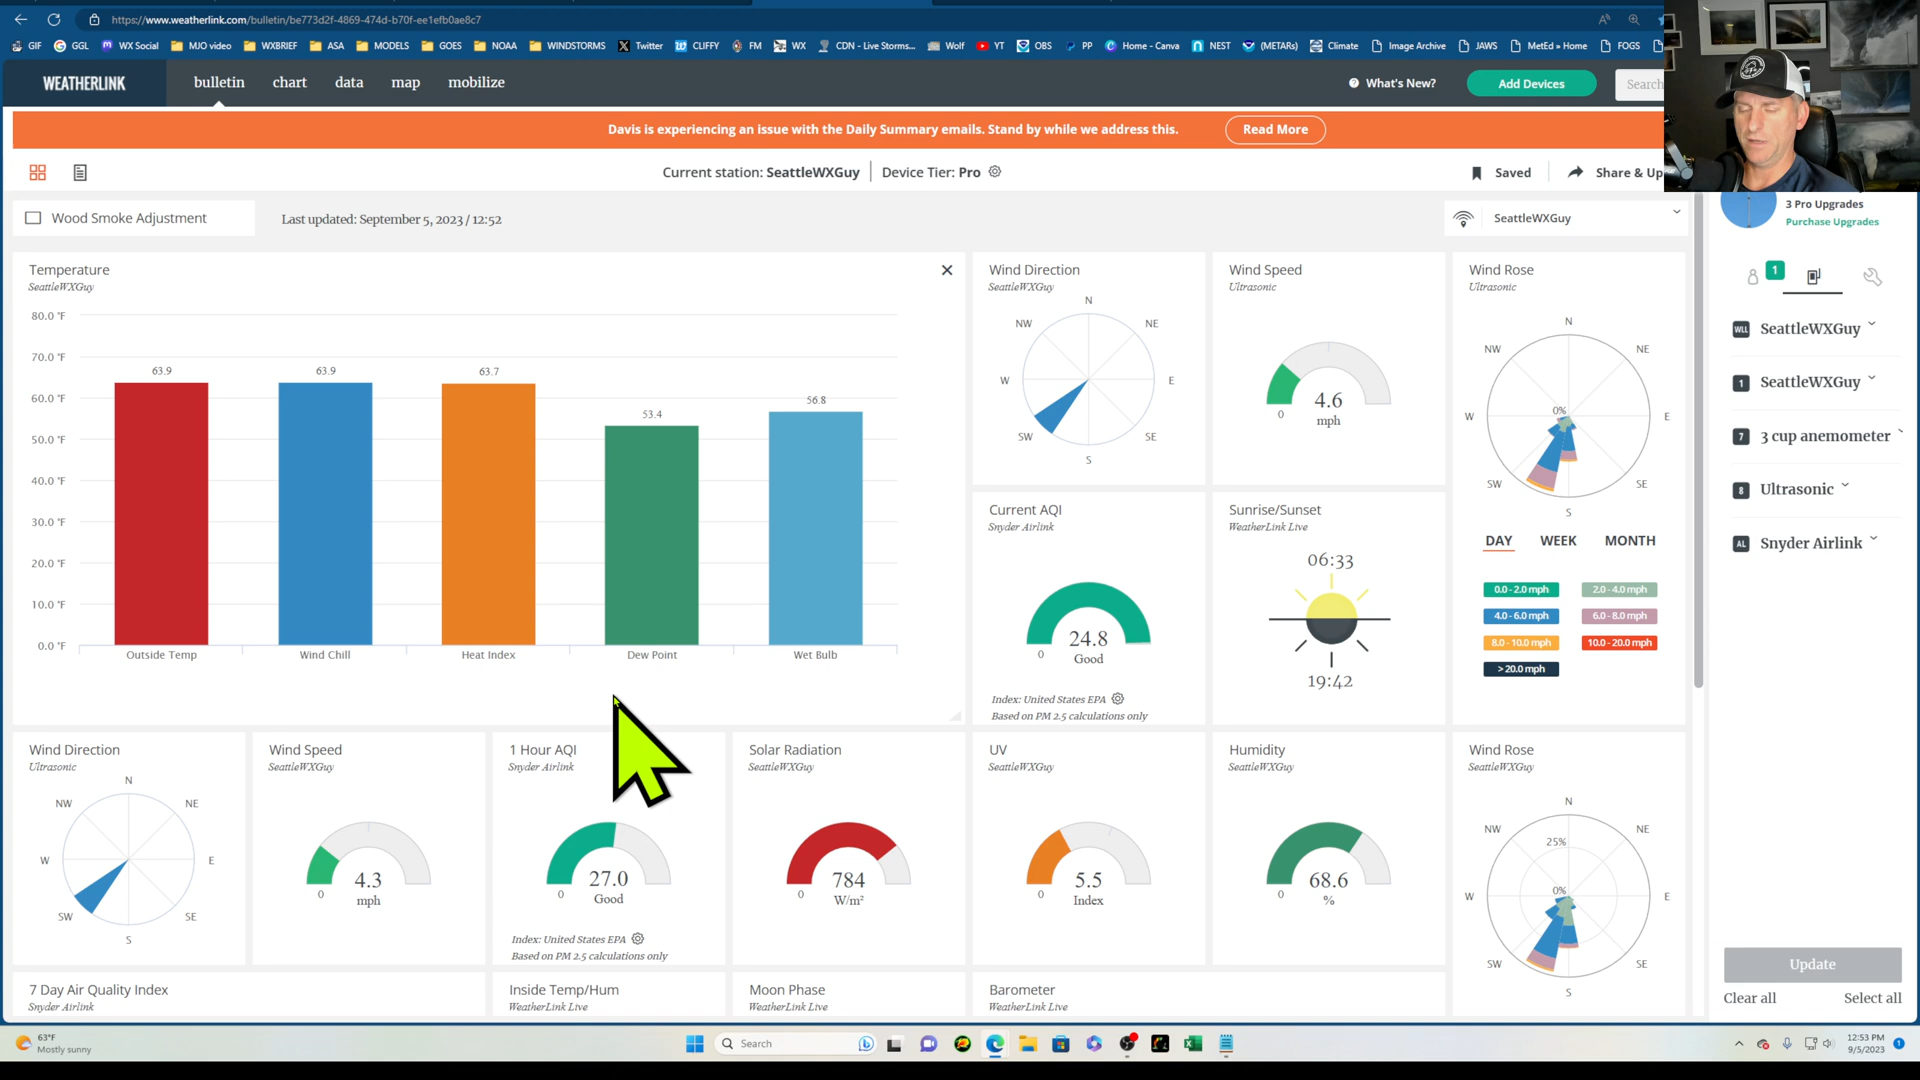 https://www.weatherlink.com/bulletin/be773d2f-4869-474d-b70f-ee1efb0ae8c7
GIF GGL WX Social MJO video WXBRIEF ASA MODELS GOES NOAA WINDSTORMS Twitter CLIFFY FM WX CDN - Live Storms... Wolf YT OBS PP Home - Canva NEST (METARs) Climate Image Archive JAWS MetEd » Home FOGS
WEATHERLINK bulletin chart data map mobilize What's New? Add Devices Search
Davis is experiencing an issue with the Daily Summary emails. Stand by while we address this. Read More
Current station: SeattleWXGuy Device Tier: Pro Saved Share & Up
3 Pro Upgrades
Purchase Upgrades
Wood Smoke Adjustment Last updated: September 5, 2023 / 12:52 SeattleWXGuy
Temperature
SeattleWXGuy
80.0 °F
70.0 °F
60.0 °F
50.0 °F
40.0 °F
30.0 °F
20.0 °F
10.0 °F
0.0 °F
63.9 63.9 63.7 53.4 56.8
Outside Temp Wind Chill Heat Index Dew Point Wet Bulb
Wind Direction
SeattleWXGuy
N
NW NE
W E
SW SE
S
Wind Speed
Ultrasonic
0 4.6
mph
Wind Rose
Ultrasonic
N
NW NE
0%
W E
SW SE
S
DAY WEEK MONTH
0.0 - 2.0 mph 2.0 - 4.0 mph
4.0 - 6.0 mph 6.0 - 8.0 mph
8.0 - 10.0 mph 10.0 - 20.0 mph
> 20.0 mph
Current AQI
Snyder Airlink
0 24.8
Good
Index: United States EPA
Based on PM 2.5 calculations only
Sunrise/Sunset
WeatherLink Live
06:33
19:42
1
WLL SeattleWXGuy
1 SeattleWXGuy
7 3 cup anemometer
8 Ultrasonic
AL Snyder Airlink
Wind Direction
Ultrasonic
N
NW NE
W E
SW SE
S
Wind Speed
SeattleWXGuy
0 4.3
mph
1 Hour AQI
Snyder Airlink
0 27.0
Good
Index: United States EPA
Based on PM 2.5 calculations only
Solar Radiation
SeattleWXGuy
0 784
W/m²
UV
SeattleWXGuy
0 5.5
Index
Humidity
SeattleWXGuy
0 68.6
%
Wind Rose
SeattleWXGuy
N
NW NE
25%
0%
W E
SW SE
S
Update
Clear all Select all
7 Day Air Quality Index
Snyder Airlink
Inside Temp/Hum
WeatherLink Live
Moon Phase
WeatherLink Live
Barometer
WeatherLink Live
63°F
Mostly sunny
Search
12:53 PM
9/5/2023
1